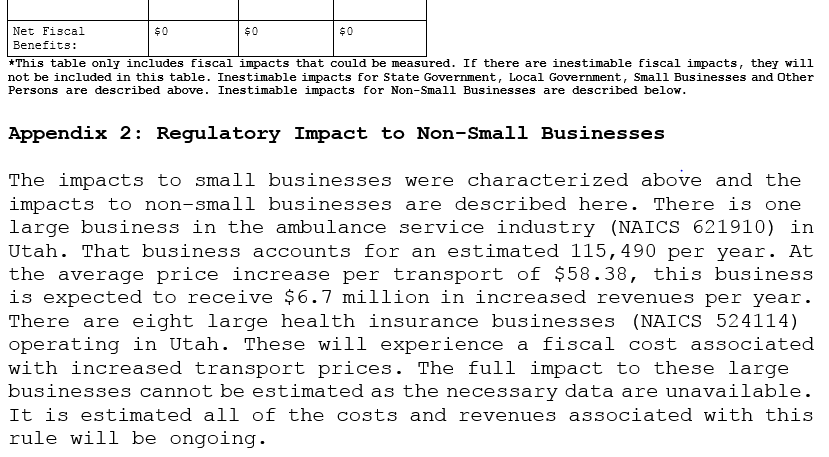 Net Fiscal $0 $0 $0
Benefits:
*This table only includes fiscal impacts that could be measured. If there are inestimable fiscal impacts, they will
not be included in this table. Inestimable impacts for State Government, Local Government, Small Businesses and Other
Persons are described above. Inestimable impacts for Non-Small Businesses are described below.
Appendix 2: Regulatory Impact to Non-Small Businesses
The impacts to small businesses were characterized above and the
impacts to non-small businesses are described here. There is one
large business in the ambulance service industry (NAICS 621910) in
Utah. That business accounts for an estimated 115,490 per year. At
the average price increase per transport of $58.38, this business
is expected to receive $6.7 million in increased revenues per year.
There are eight large health insurance businesses (NAICS 524114)
operating in Utah. These will experience a fiscal cost associated
with increased transport prices. The full impact to these large
businesses cannot be estimated as the necessary data are unavailable.
It is estimated all of the costs and revenues associated with this
rule will be ongoing.